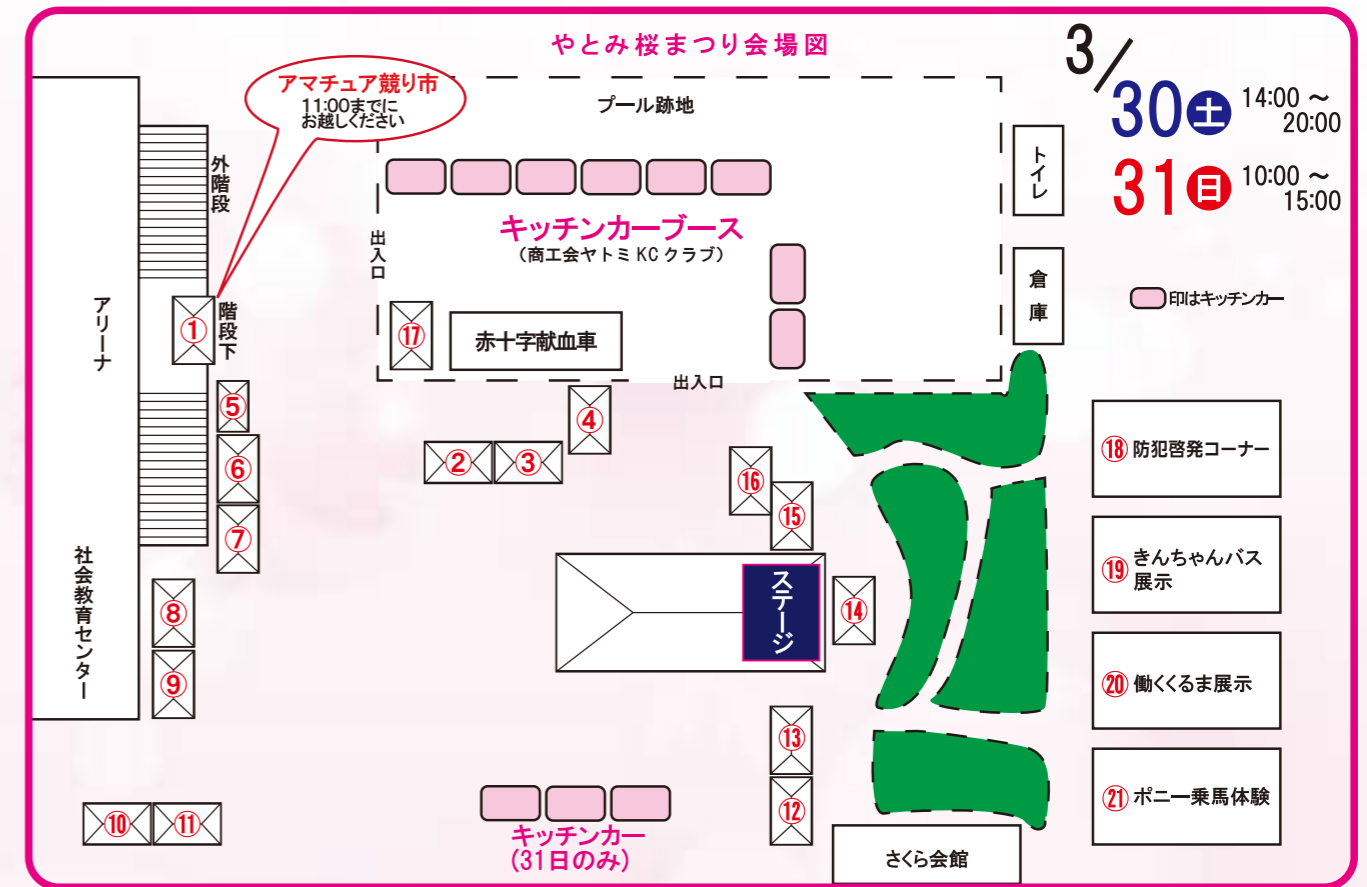 やとみ桜まつり会場図
3/
30土 14:00 ～
20:00
31日 10:00 ～
15:00
アマチュア競り市
11:00までに
お越しください
プール跡地
外階段
トイレ
キッチンカーブース
(商工会ヤトミKCクラブ)
出入口
倉庫
印はキッチンカー
アリーナ
①
階段下
⑰
赤十字献血車
出入口
⑤
④
⑥
②
③
⑱ 防犯啓発コーナー
⑯
⑮
⑦
⑲ きんちゃんバス
展示
社会教育センター
⑧
ステージ
⑭
⑨
⑳ 働くくるま展示
⑬
⑫
㉑ ポニー乗馬体験
⑩
⑪
キッチンカー
(31日のみ)
さくら会館